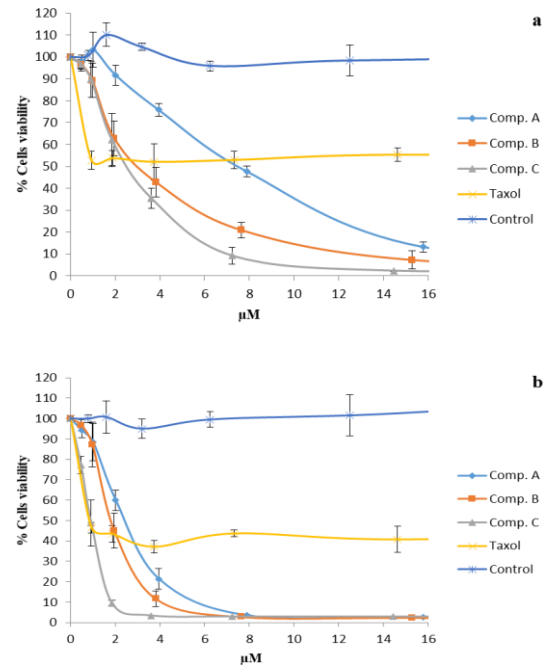 a
120
110
100
90
80
70
60
50
40
30
20
10
0
% Cells viability
0 2 4 6 8 10 12 14 16
µM
Comp. A
Comp. B
Comp. C
Taxol
Control
b
120
110
100
90
80
70
60
50
40
30
20
10
0
% Cells viability
0 2 4 6 8 10 12 14 16
µM
Comp. A
Comp. B
Comp. C
Taxol
Control